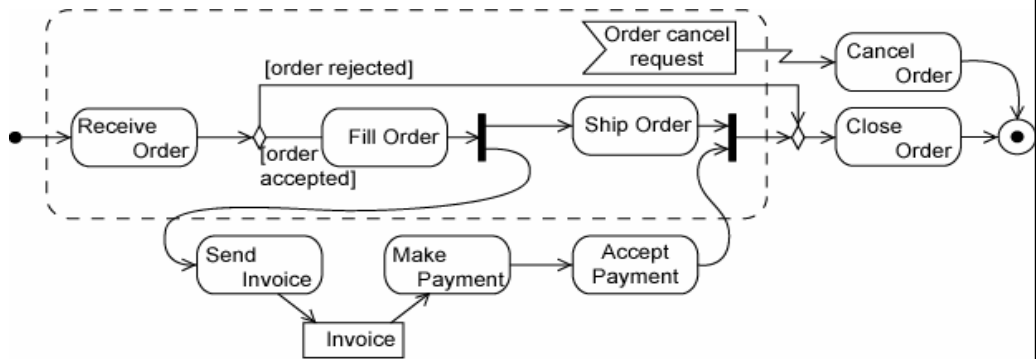 Order cancel
request
Cancel
Order
[order rejected]
Receive
Order
Fill Order
Ship Order
Close
Order
[order
accepted]
Send
Invoice
Make
Payment
Accept
Payment
Invoice